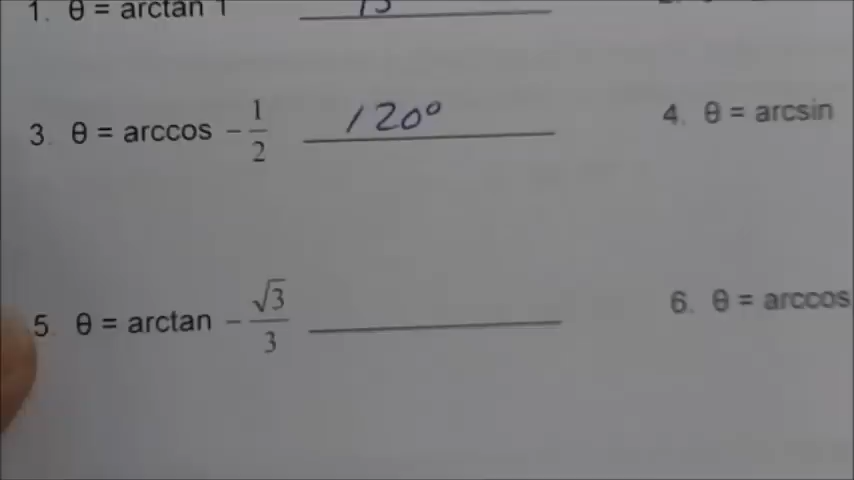 1. θ = arctan 1
3. θ = arccos - 1/2 120° 4. θ = arcsin
5. θ = arctan - √3/3 6. θ = arccos